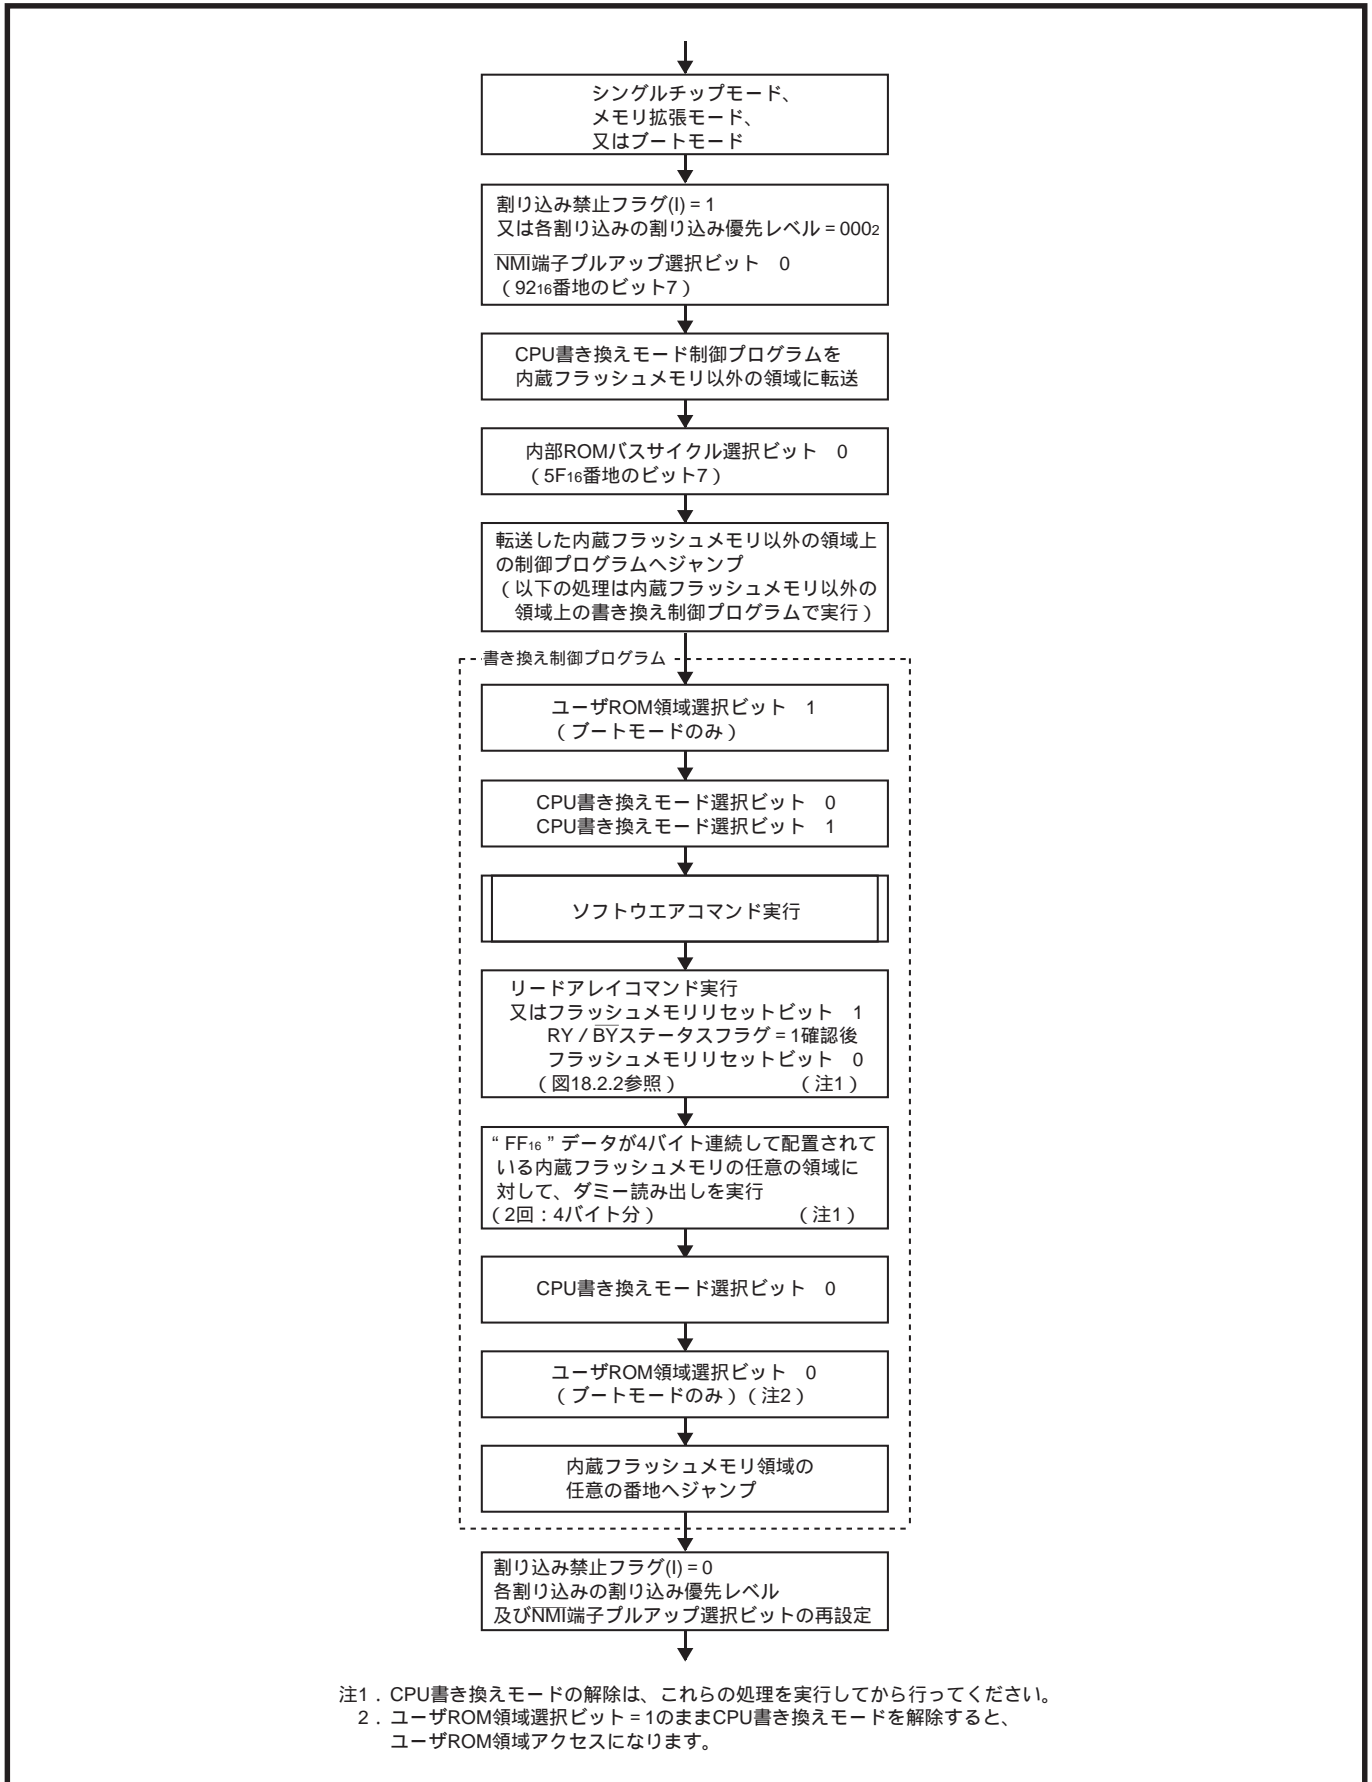 シングルチップモード、
メモリ拡張モード、
又はブートモード
割り込み禁止フラグ(I) = 1
又は各割り込みの割り込み優先レベル = 0002
NMI端子プルアップ選択ビット　0
（9216番地のビット7）
CPU書き換えモード制御プログラムを
内蔵フラッシュメモリ以外の領域に転送
内部ROMバスサイクル選択ビット　0
（5F16番地のビット7）
転送した内蔵フラッシュメモリ以外の領域上
の制御プログラムへジャンプ
（以下の処理は内蔵フラッシュメモリ以外の
領域上の書き換え制御プログラムで実行）
書き換え制御プログラム
ユーザROM領域選択ビット　1
（ブートモードのみ）
CPU書き換えモード選択ビット　0
CPU書き換えモード選択ビット　1
ソフトウエアコマンド実行
リードアレイコマンド実行
又はフラッシュメモリリセットビット　1
RY / BYステータスフラグ = 1確認後
フラッシュメモリリセットビット　0
（図18.2.2参照）　（注1）
“ FF16 ” データが4バイト連続して配置されて
いる内蔵フラッシュメモリの任意の領域に
対して、ダミー読み出しを実行
（2回：4バイト分）　（注1）
CPU書き換えモード選択ビット　0
ユーザROM領域選択ビット　0
（ブートモードのみ）（注2）
内蔵フラッシュメモリ領域の
任意の番地へジャンプ
割り込み禁止フラグ(I) = 0
各割り込みの割り込み優先レベル
及びNMI端子プルアップ選択ビットの再設定
注1．CPU書き換えモードの解除は、これらの処理を実行してから行ってください。
2．ユーザROM領域選択ビット = 1のままCPU書き換えモードを解除すると、
ユーザROM領域アクセスになります。